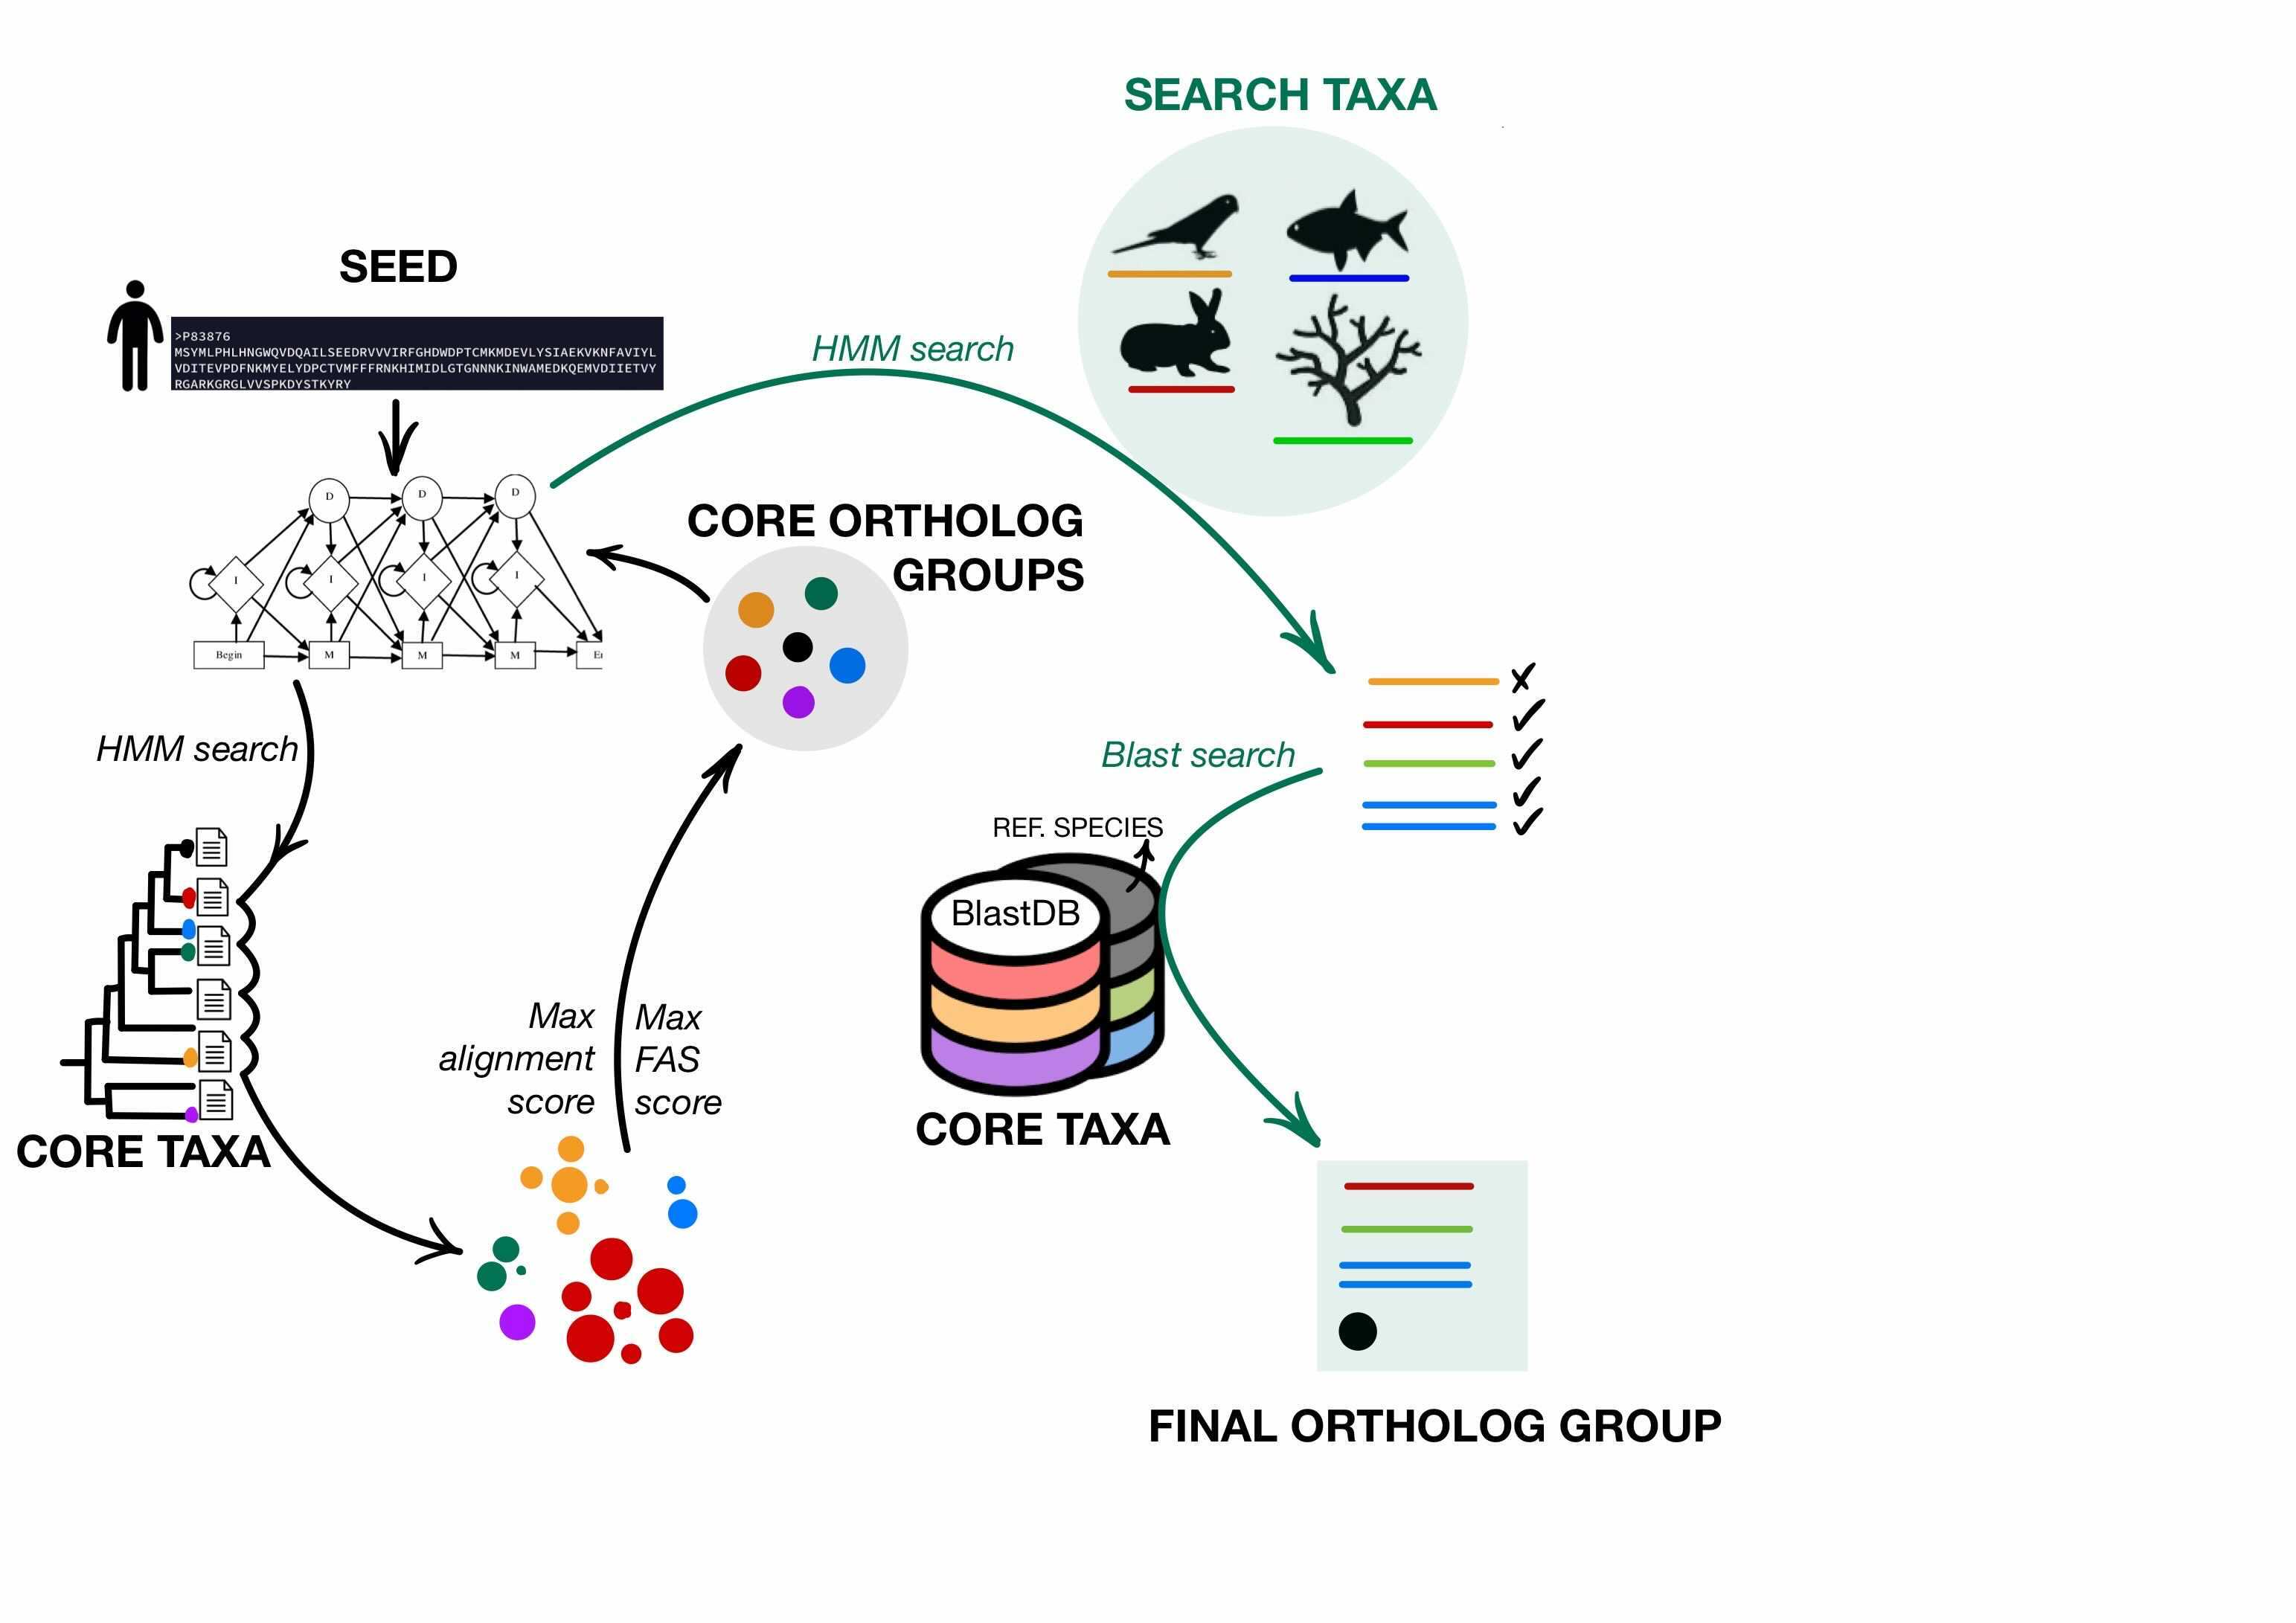 SEARCH TAXA
SEED
>P83876
MSYMLPHLHNGWQVDQAILSEEDRVVVIRFGHDWDPTCMKMDEVLYSIAEKVKNFAVIYL
VDITEVPDFNKMYELYDPCTVMFFFRNKHIMIDLGTGNNNKINWAMEDKQEMVDIIETVY
RGARKGRGLVVSPKDYSTKYRY
HMM search
D D D
I I I I
Begin M M M
CORE ORTHOLOG
GROUPS
HMM search
Blast search
REF. SPECIES
BlastDB
CORE TAXA
Max
alignment
score
Max
FAS
score
CORE TAXA
FINAL ORTHOLOG GROUP